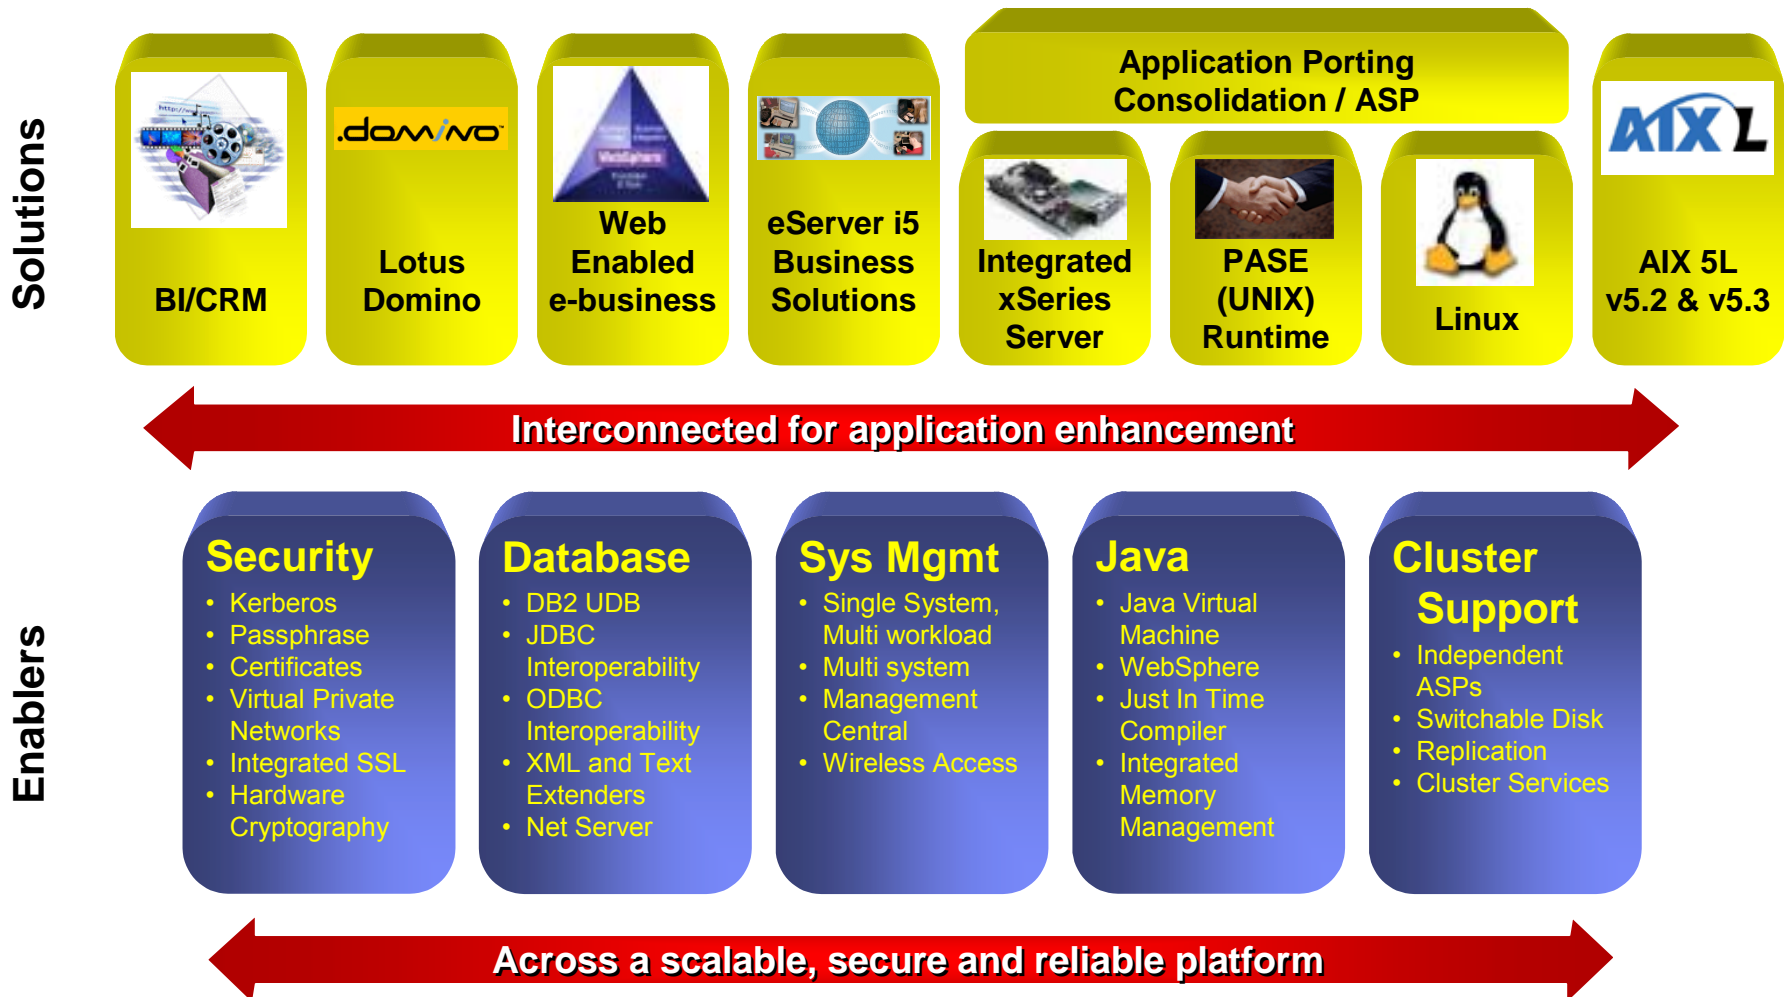 Solutions
http://www.
BI/CRM
.domino
Lotus
Domino
WebSphere
Web
Enabled
e-business
eServer i5
Business
Solutions
Application Porting
Consolidation / ASP
Integrated
xSeries
Server
PASE
(UNIX)
Runtime
Linux
AIX L
AIX 5L
v5.2 & v5.3
Interconnected for application enhancement
Enablers
Security
• Kerberos
• Passphrase
• Certificates
• Virtual Private
Networks
• Integrated SSL
• Hardware
Cryptography
Database
• DB2 UDB
• JDBC
Interoperability
• ODBC
Interoperability
• XML and Text
Extenders
• Net Server
Sys Mgmt
• Single System,
Multi workload
• Multi system
• Management
Central
• Wireless Access
Java
• Java Virtual
Machine
• WebSphere
• Just In Time
Compiler
• Integrated
Memory
Management
Cluster
Support
• Independent
ASPs
• Switchable Disk
• Replication
• Cluster Services
Across a scalable, secure and reliable platform